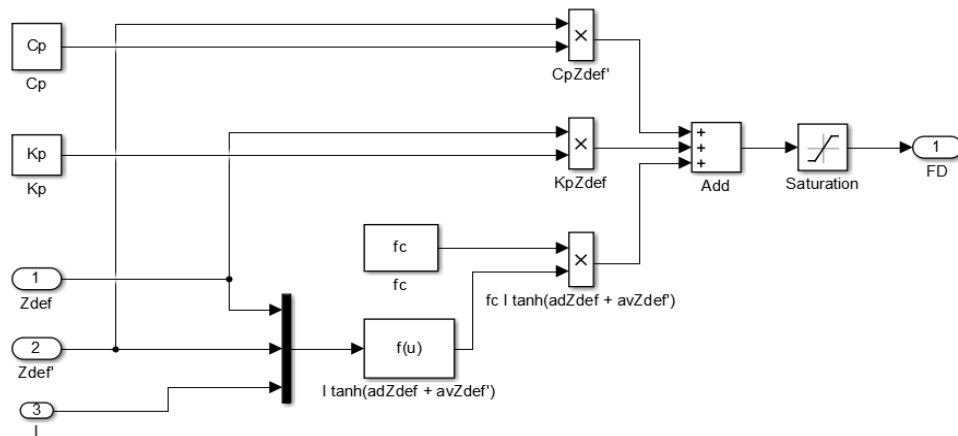 Cp
Cp
×
CpZdef'
Kp
Kp
×
KpZdef
+
+
+
Add
Saturation
1
FD
fc
fc
×
fc I tanh(adZdef + avZdef')
1
Zdef
2
Zdef'
f(u)
I tanh(adZdef + avZdef')
3
I